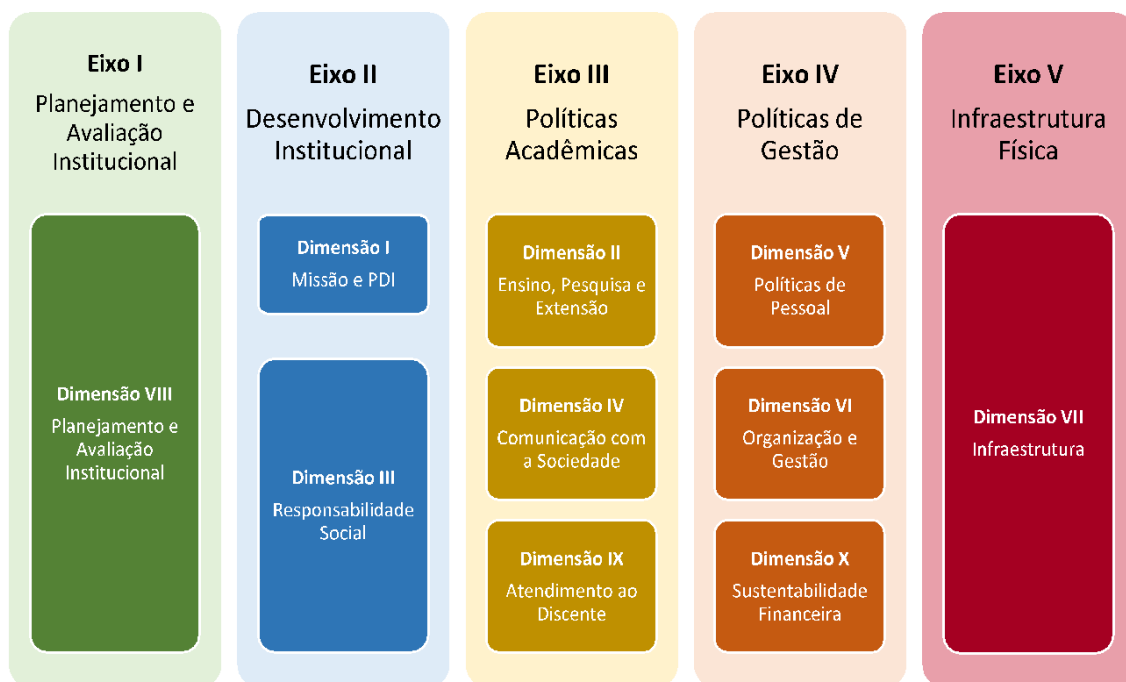 Eixo I
Planejamento e
Avaliação
Institucional
Dimensão VIII
Planejamento e
Avaliação
Institucional
Eixo II
Desenvolvimento
Institucional
Dimensão I
Missão e PDI
Dimensão III
Responsabilidade
Social
Eixo III
Políticas
Acadêmicas
Dimensão II
Ensino, Pesquisa e
Extensão
Dimensão IV
Comunicação com
a Sociedade
Dimensão IX
Atendimento ao
Discente
Eixo IV
Políticas de
Gestão
Dimensão V
Políticas de
Pessoal
Dimensão VI
Organização e
Gestão
Dimensão X
Sustentabilidade
Financeira
Eixo V
Infraestrutura
Física
Dimensão VII
Infraestrutura